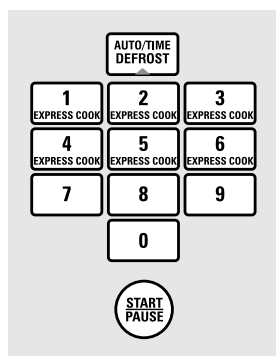 AUTO/TIME
DEFROST
1 2 3
EXPRESS COOK EXPRESS COOK EXPRESS COOK
4 5 6
EXPRESS COOK EXPRESS COOK EXPRESS COOK
7 8 9
0
START
PAUSE